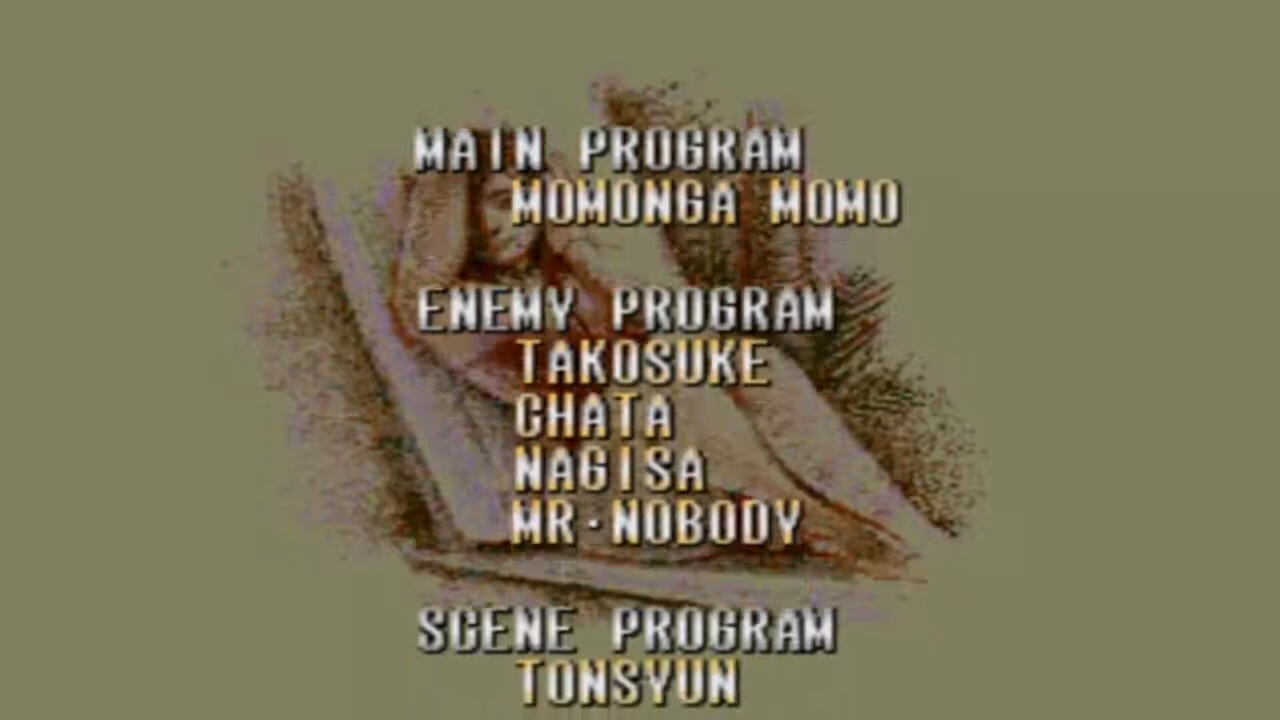 MAIN PROGRAM
MOMONGA MOMO
ENEMY PROGRAM
TAKOSUKE
CHATA
NAGISA
MR·NOBODY
SCENE PROGRAM
TONSYUN